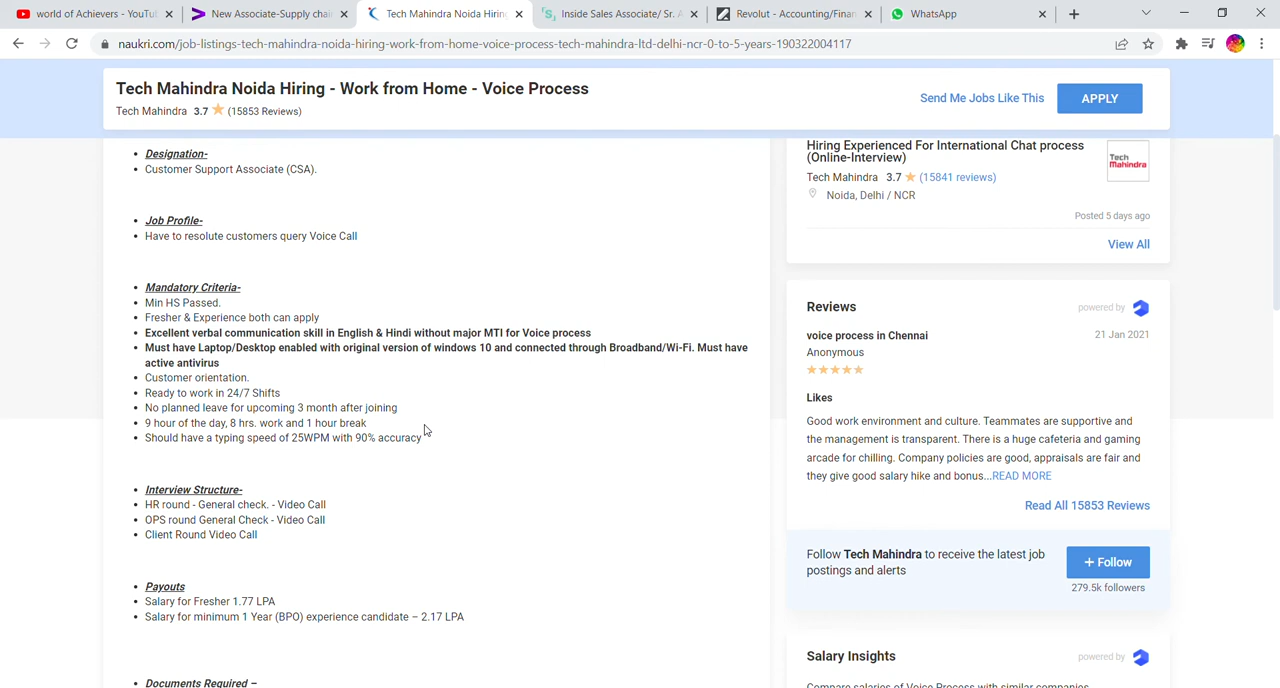 world of Achievers - YouTu
New Associate-Supply chai
Tech Mahindra Noida Hirin
Inside Sales Associate/ Sr. A
Revolut - Accounting/Finan
WhatsApp
naukri.com/job-listings-tech-mahindra-noida-hiring-work-from-home-voice-process-tech-mahindra-ltd-delhi-ncr-0-to-5-years-190322004117
Tech Mahindra Noida Hiring - Work from Home - Voice Process
Tech Mahindra 3.7 ★ (15853 Reviews)
Send Me Jobs Like This
APPLY
• Designation-
• Customer Support Associate (CSA).
• Job Profile-
• Have to resolute customers query Voice Call
• Mandatory Criteria-
• Min HS Passed.
• Fresher & Experience both can apply
• Excellent verbal communication skill in English & Hindi without major MTI for Voice process
• Must have Laptop/Desktop enabled with original version of windows 10 and connected through Broadband/Wi-Fi. Must have
active antivirus
• Customer orientation.
• Ready to work in 24/7 Shifts
• No planned leave for upcoming 3 month after joining
• 9 hour of the day, 8 hrs. work and 1 hour break
• Should have a typing speed of 25WPM with 90% accuracy
• Interview Structure-
• HR round - General check. - Video Call
• OPS round General Check - Video Call
• Client Round Video Call
• Payouts
• Salary for Fresher 1.77 LPA
• Salary for minimum 1 Year (BPO) experience candidate – 2.17 LPA
• Documents Required –
Hiring Experienced For International Chat process
(Online-Interview)
Tech Mahindra 3.7 ★ (15841 reviews)
Noida, Delhi / NCR
Tech
Mahindra
Posted 5 days ago
View All
Reviews
powered by
voice process in Chennai
21 Jan 2021
Anonymous
★★★★★
Likes
Good work environment and culture. Teammates are supportive and
the management is transparent. There is a huge cafeteria and gaming
arcade for chilling. Company policies are good, appraisals are fair and
they give good salary hike and bonus...READ MORE
Read All 15853 Reviews
Follow Tech Mahindra to receive the latest job
postings and alerts
+ Follow
279.5k followers
Salary Insights
powered by
Compare salaries of Voice Process with similar companies